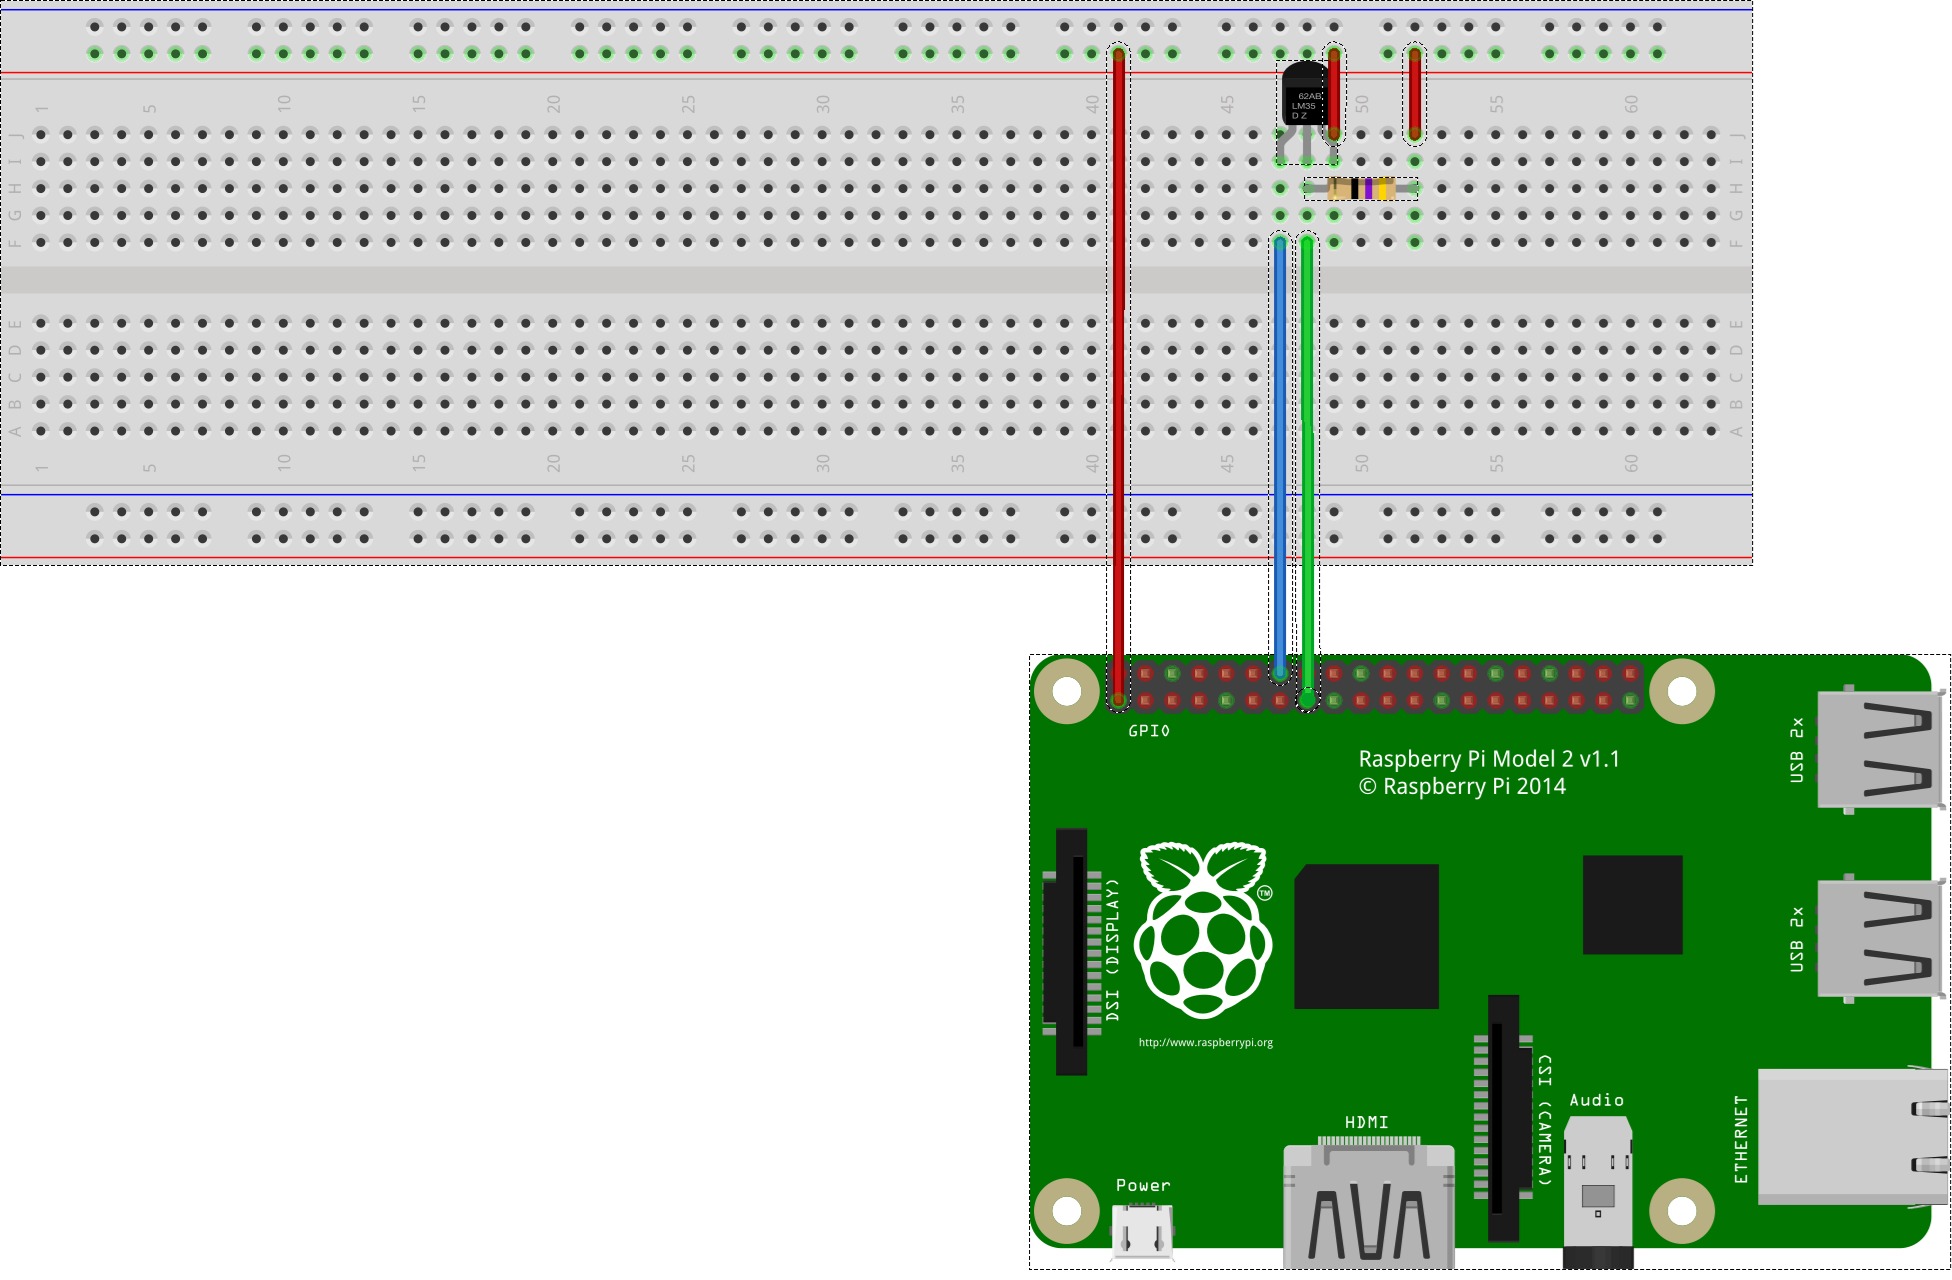 1 5 10 15 20 25 30 35 40 45 50 55 60
62AB
LM35
D Z
J J
I I
H H
G G
F F
E E
D D
C C
B B
A A
1 5 10 15 20 25 30 35 40 45 50 55 60
GPIO
Raspberry Pi Model 2 v1.1
© Raspberry Pi 2014
USB 2x
TM
DSI (DISPLAY)
USB 2x
http://www.raspberrypi.org
CSI (CAMERA)
Audio
ETHERNET
HDMI
Power